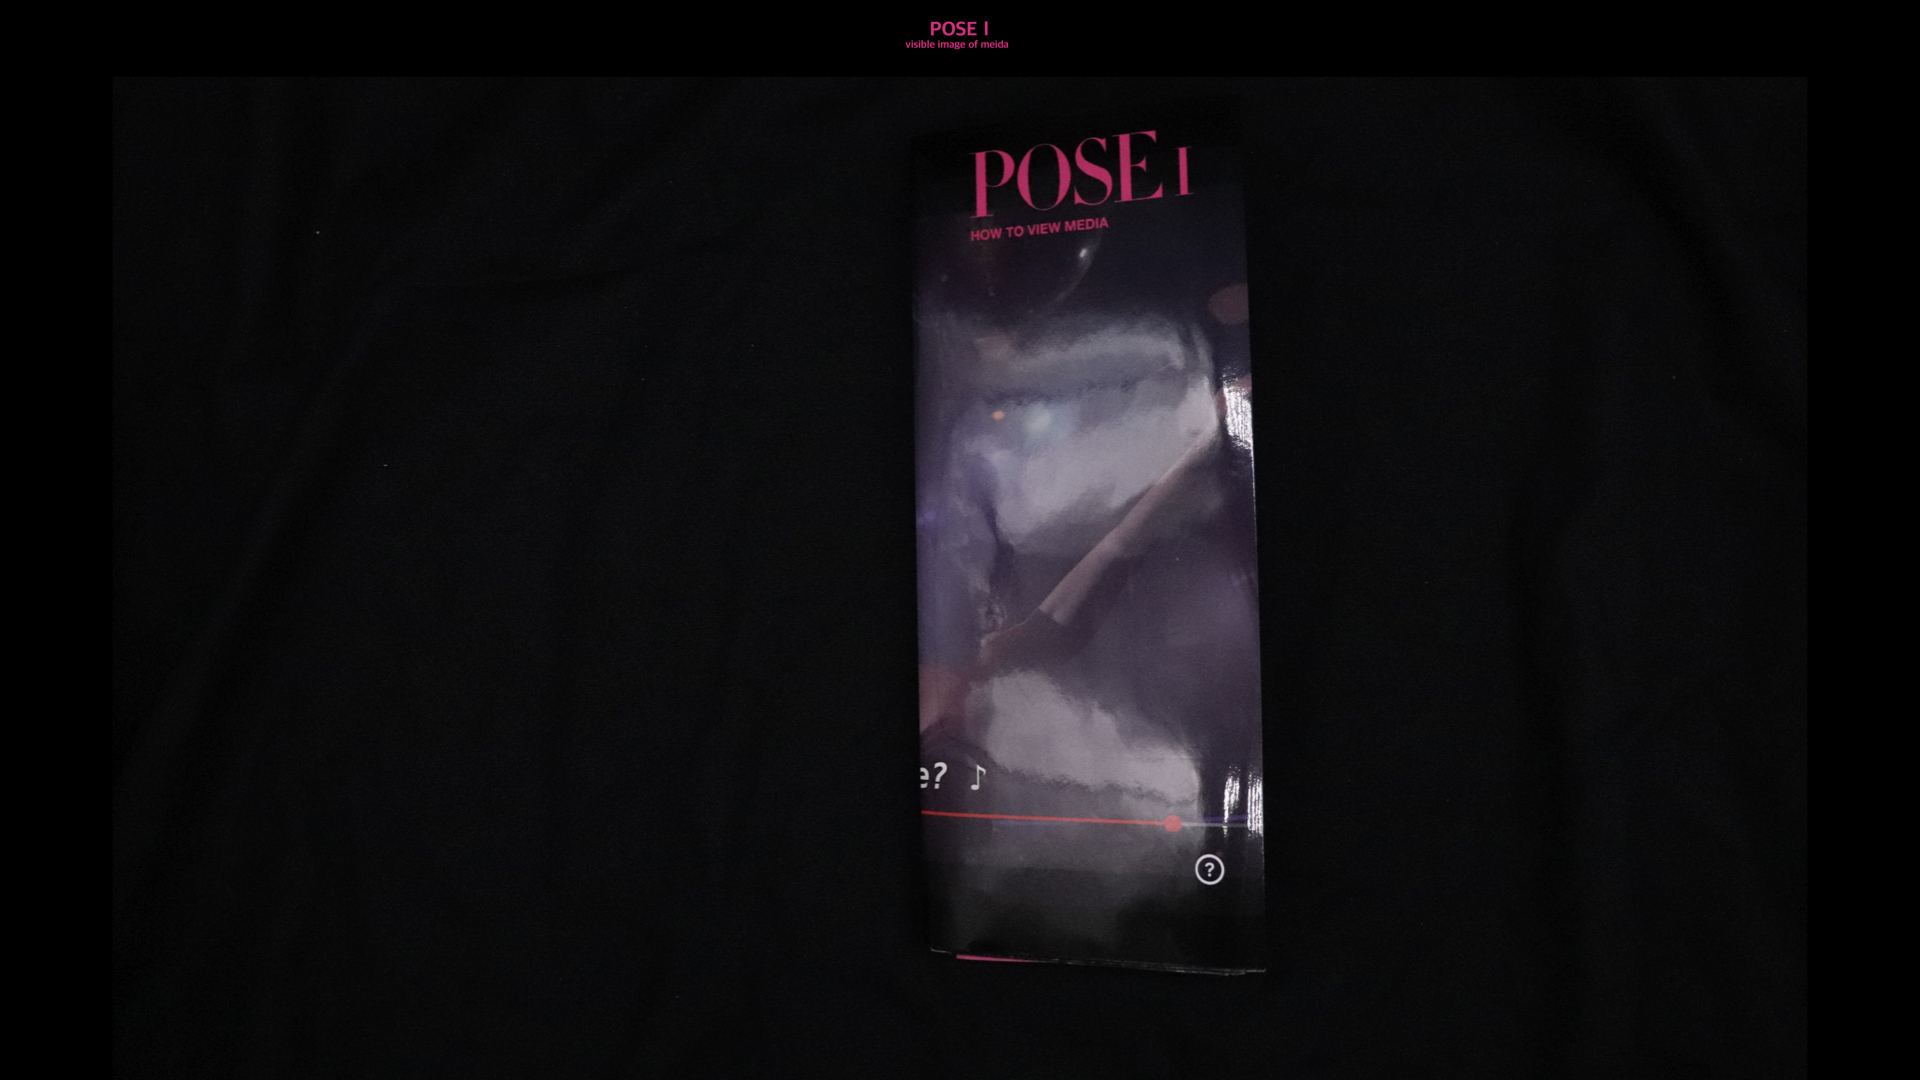 POSE I
visible image of meida
POSE I
HOW TO VIEW MEDIA
e? ♪
?